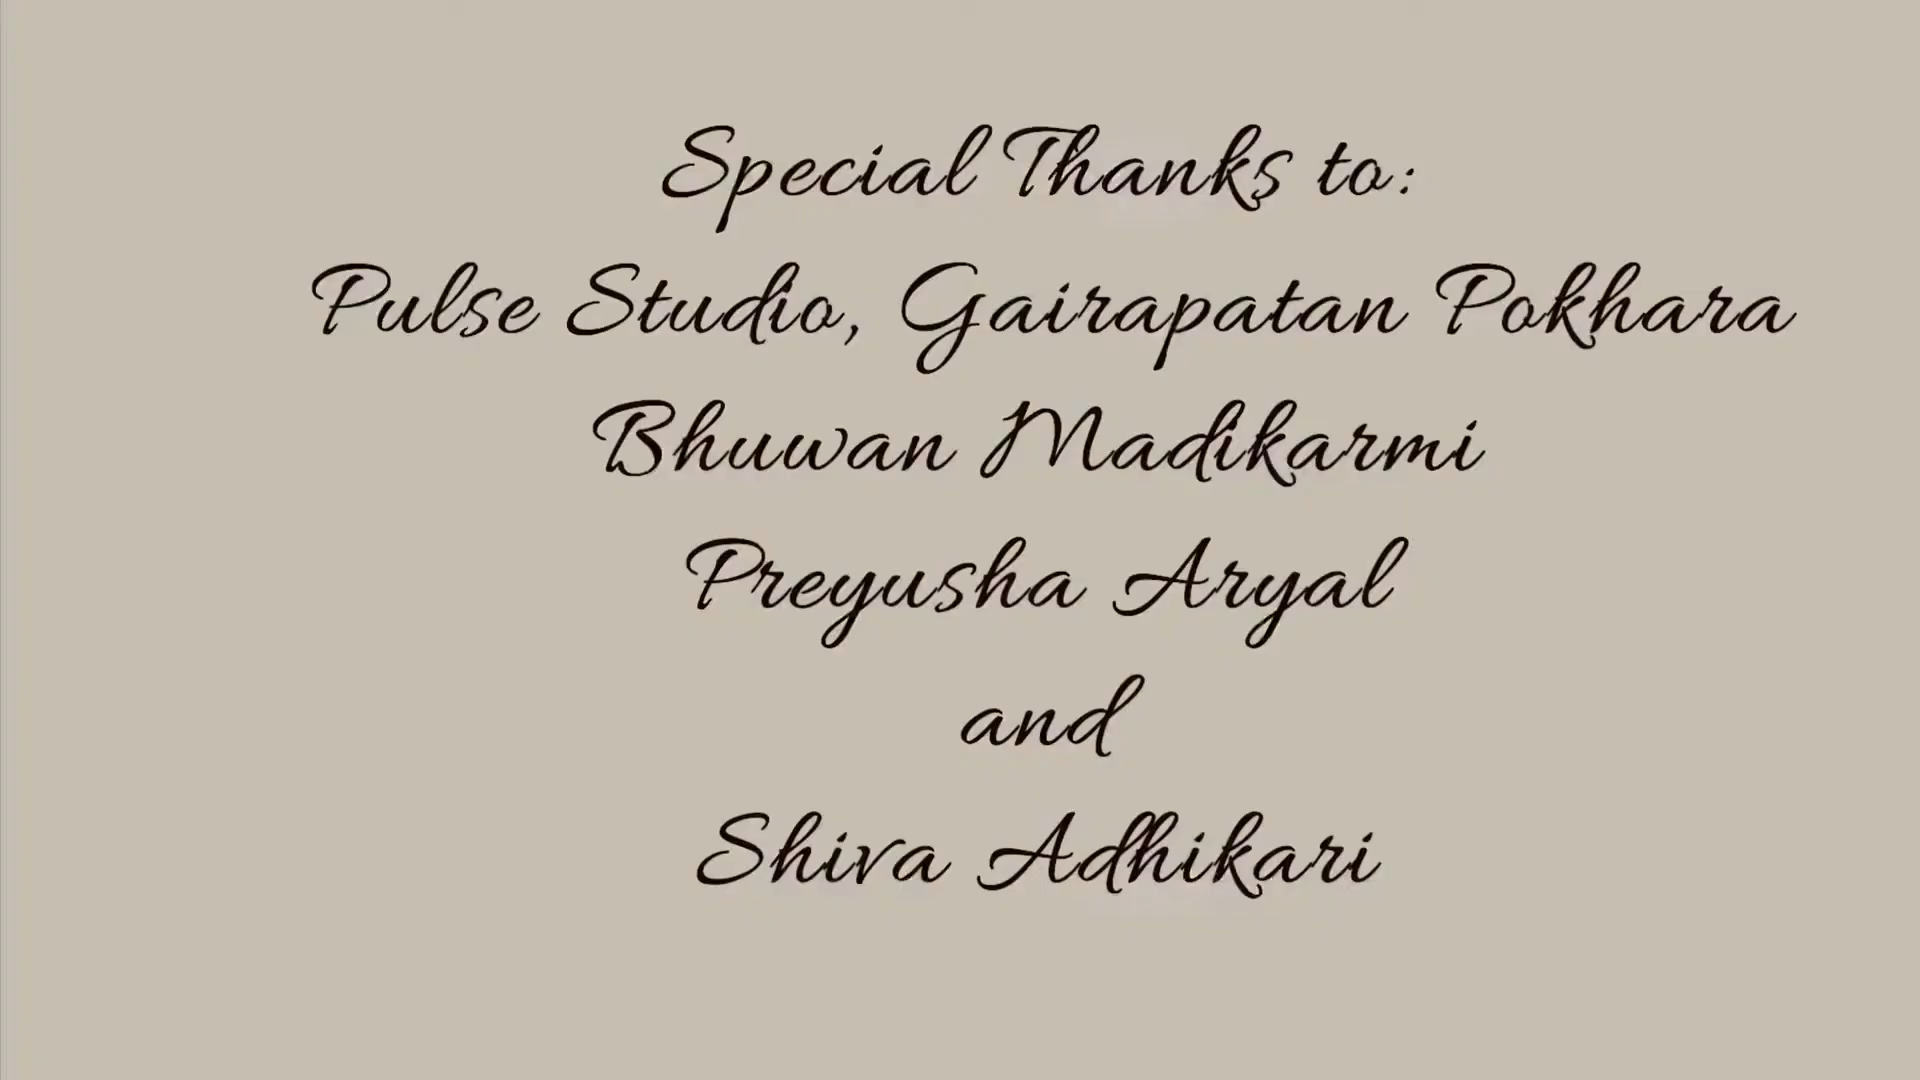 Special Thanks to:
Pulse Studio, Gairapatan Pokhara
Bhuwan Madikarmi
Preyusha Aryal
and
Shiva Adhikari